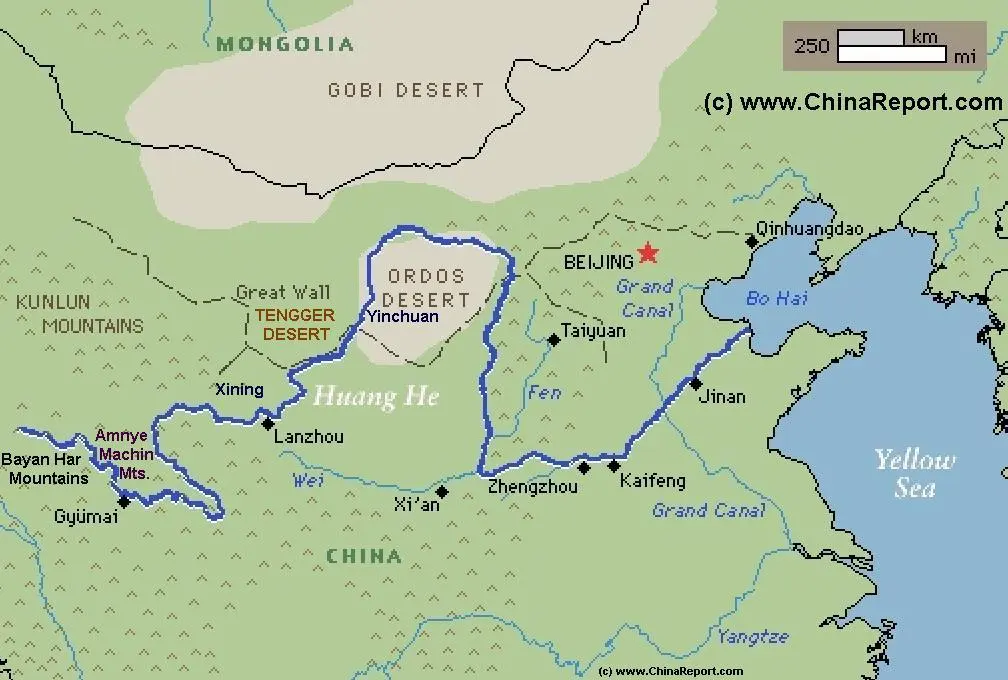 MONGOLIA
250 km
mi
GOBI DESERT
(c) www.ChinaReport.com
Qinhuangdao
BEIJING
ORDOS
DESERT
Grand
Canal
Bo Hai
KUNLUN
MOUNTAINS
Great Wall
TENGGER
DESERT
Yinchuan
Taiyuan
Xining
Huang He
Fen
Jinan
Lanzhou
Amnye
Machin
Mts.
Bayan Har
Mountains
Yellow
Sea
Wei
Zhengzhou
Kaifeng
Xi'an
Gyümai
Grand Canal
CHINA
Yangtze
(c) www.ChinaReport.com